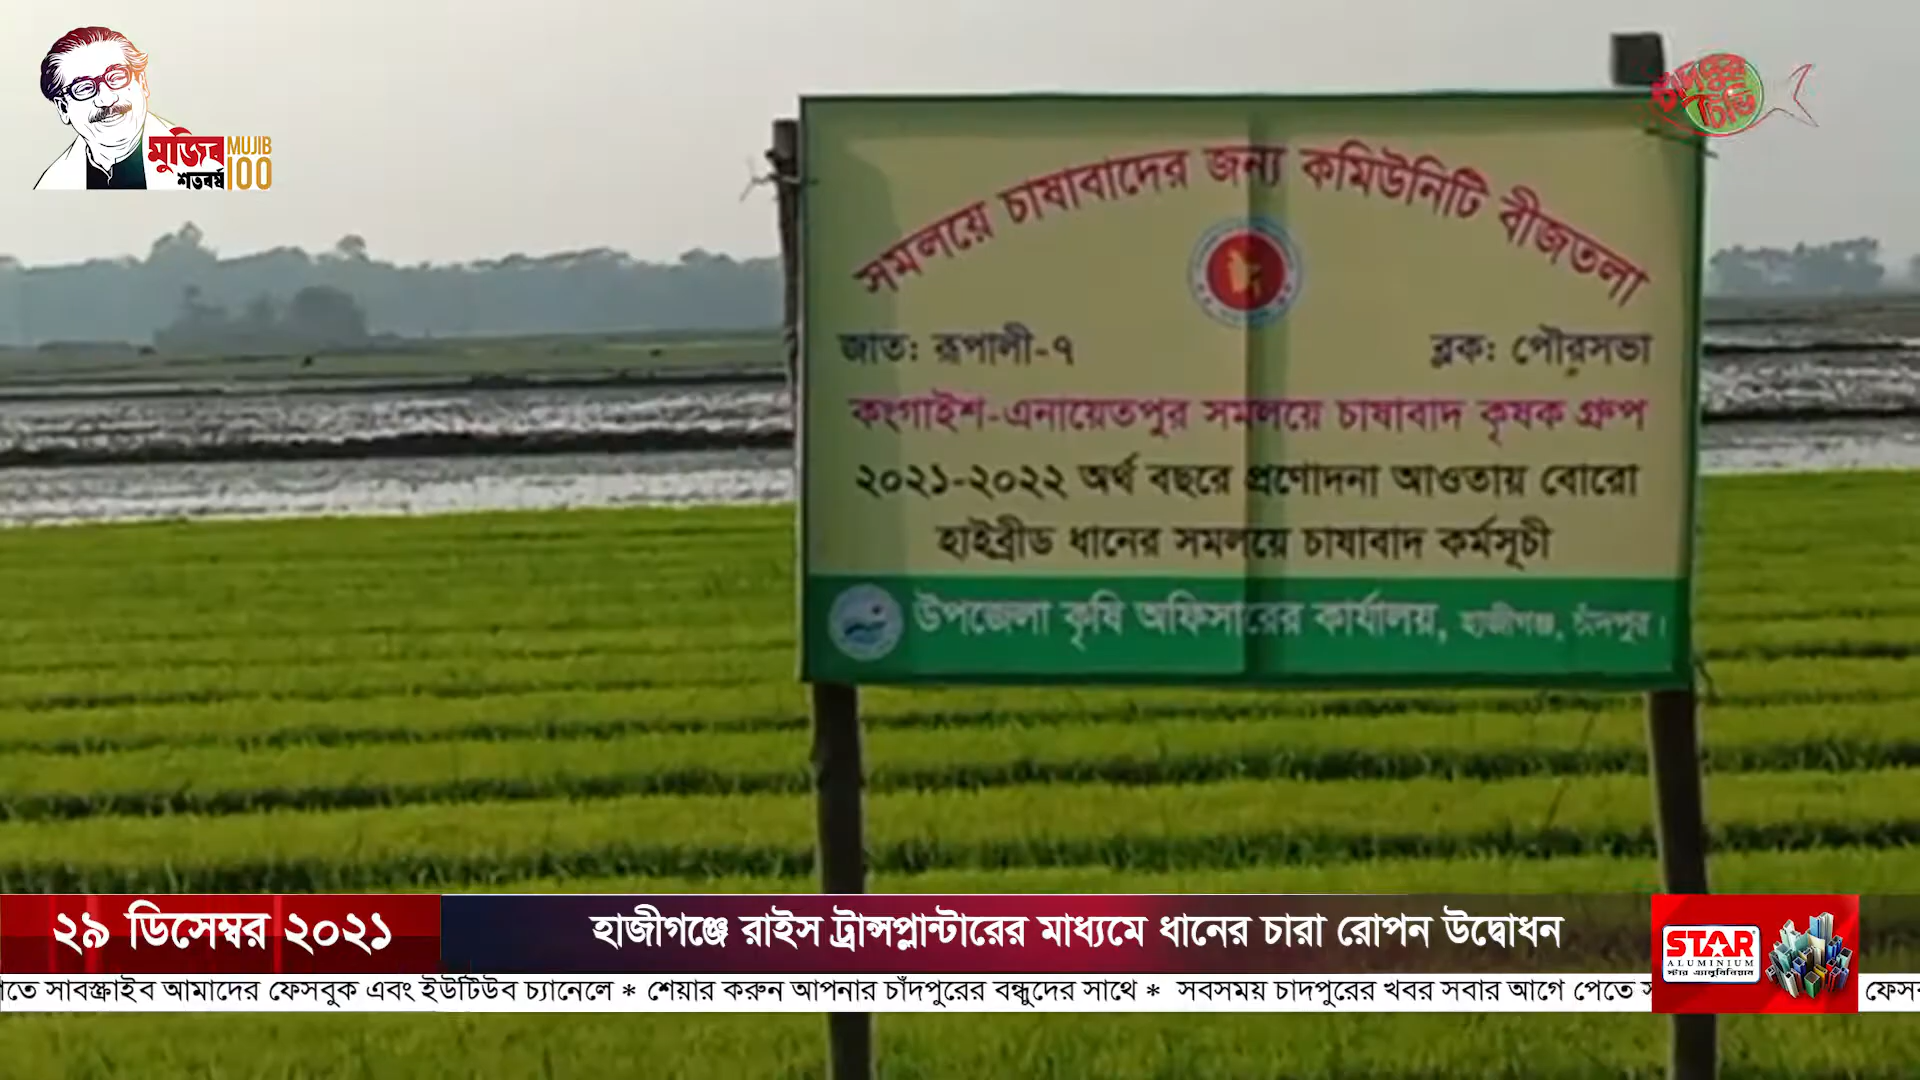 মুজিব
শতবর্ষ
MUJIB
100
চাঁদপুর
টিভি
সমলয়ে চাষাবাদের জন্য কমিউনিটি বীজতলা
জাত: রূপালী-৭
ব্লক: পৌরসভা
কংগাইশ-এনায়েতপুর সমলয়ে চাষাবাদ কৃষক গ্রুপ
২০২১-২০২২ অর্থ বছরে প্রণোদনা আওতায় বোরো
হাইব্রীড ধানের সমলয়ে চাষাবাদ কর্মসূচী
উপজেলা কৃষি অফিসারের কার্যালয়, হাজীগঞ্জ, চাঁদপুর।
২৯ ডিসেম্বর ২০২১
হাজীগঞ্জে রাইস ট্রান্সপ্লান্টারের মাধ্যমে ধানের চারা রোপন উদ্বোধন
STAR
ALUMINIUM
স্টার এ্যালুমিনিয়াম
পেতে সাবস্ক্রাইব আমাদের ফেসবুক এবং ইউটিউব চ্যানেলে * শেয়ার করুন আপনার চাঁদপুরের বন্ধুদের সাথে * সবসময় চাদপুরের খবর সবার আগে পেতে